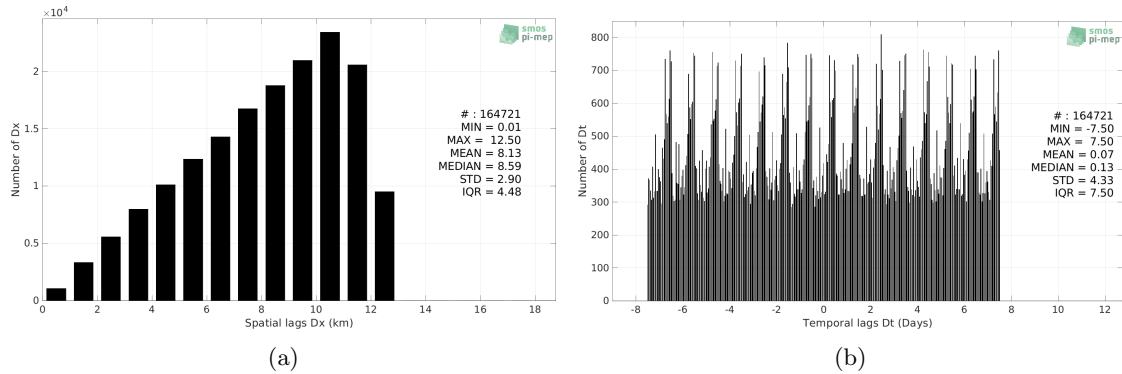 ×10⁴
2
1.5
1
0.5
0
Number of Dx
0 2 4 6 8 10 12 14 16 18
Spatial lags Dx (km)
smos
pi-mep
# : 164721
MIN = 0.01
MAX = 12.50
MEAN = 8.13
MEDIAN = 8.59
STD = 2.90
IQR = 4.48
(a)
800
700
600
500
400
300
200
100
0
Number of Dt
-8 -6 -4 -2 0 2 4 6 8 10 12
Temporal lags Dt (Days)
smos
pi-mep
# : 164721
MIN = -7.50
MAX = 7.50
MEAN = 0.07
MEDIAN = 0.13
STD = 4.33
IQR = 7.50
(b)